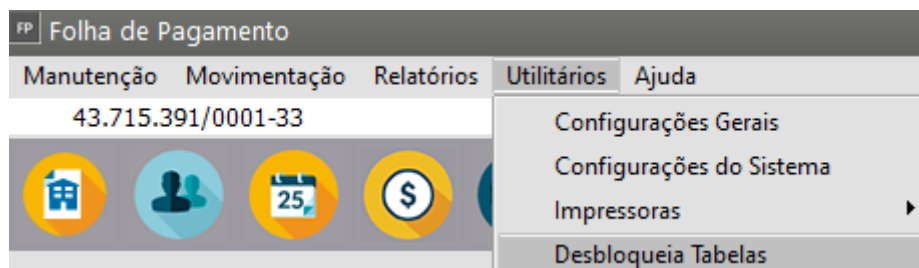 FP Folha de Pagamento
Manutenção Movimentação Relatórios Utilitários Ajuda
43.715.391/0001-33
Configurações Gerais
Configurações do Sistema
25
$
Impressoras
Desbloqueia Tabelas